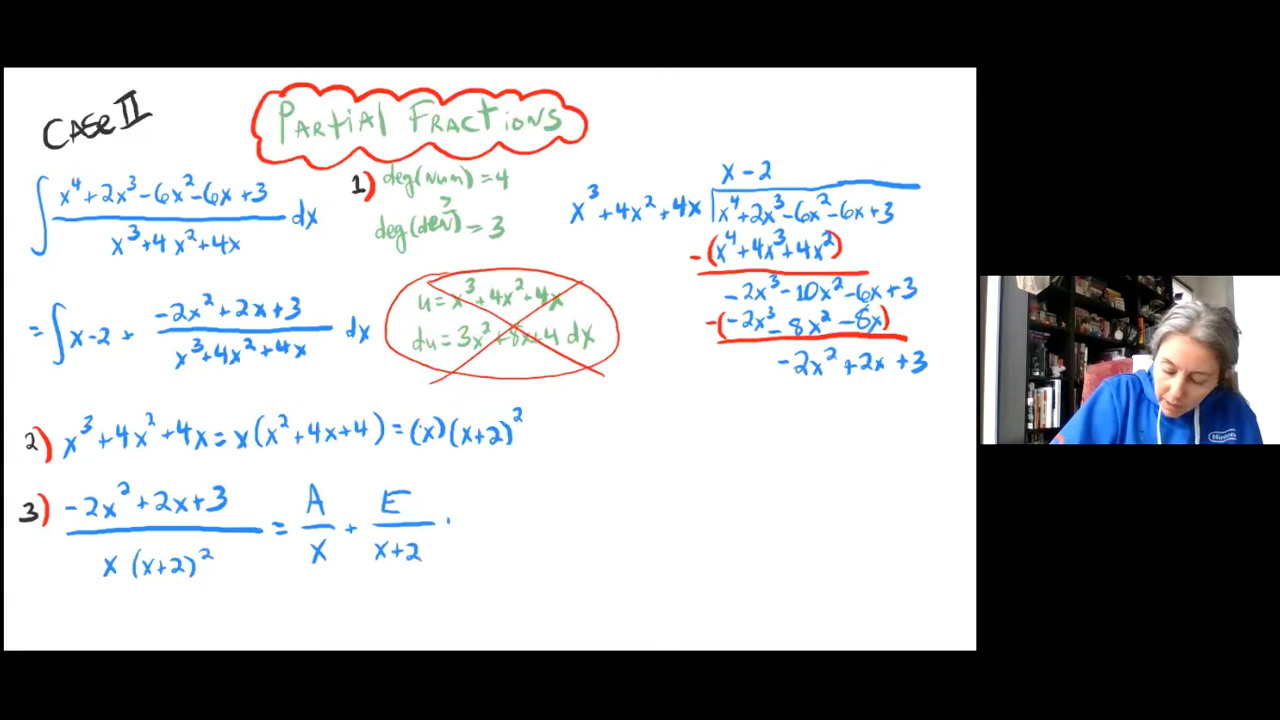 CASE II
PARTIAL FRACTIONS
∫ (x⁴+2x³-6x²-6x+3)/(x³+4x²+4x) dx
1) deg(Num) = 4
>
deg(den) = 3
= ∫ x-2 + (-2x²+2x+3)/(x³+4x²+4x) dx
u = x³+4x²+4x
du = 3x²+8x+4 dx
x-2
x³+4x²+4x | x⁴+2x³-6x²-6x+3
-(x⁴+4x³+4x²)
-2x³-10x²-6x+3
-(-2x³-8x²-8x)
-2x²+2x+3
2) x³+4x²+4x = x(x²+4x+4) = (x)(x+2)²
3) (-2x²+2x+3)/(x(x+2)²) = A/x + E/(x+2)